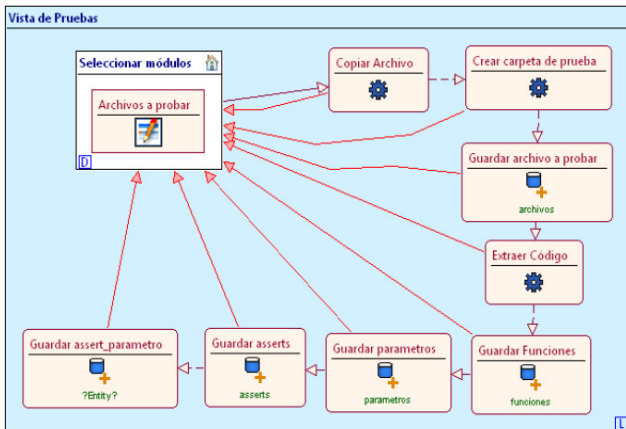 Vista de Pruebas
Seleccionar módulos
Archivos a probar
D
Copiar Archivo
Crear carpeta de prueba
Guardar archivo a probar
archivos
Extraer Código
Guardar Funciones
funciones
Guardar parametros
parametros
Guardar asserts
asserts
Guardar assert_parametro
?Entity?
L